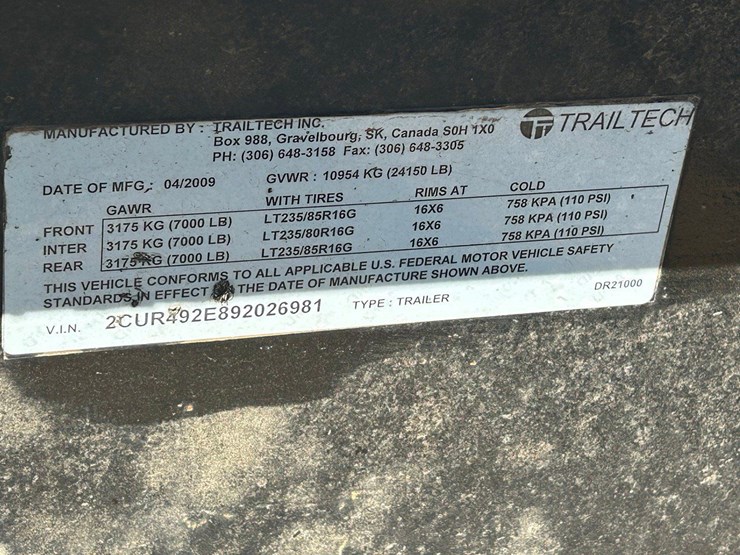 MANUFACTURED BY : TRAILTECH INC.
Box 988, Gravelbourg, SK, Canada S0H 1X0
PH: (306) 648-3158 Fax: (306) 648-3305
TRAILTECH
DATE OF MFG.: 04/2009 GVWR : 10954 KG (24150 LB)
GAWR WITH TIRES RIMS AT COLD
FRONT 3175 KG (7000 LB) LT235/85R16G 16X6 758 KPA (110 PSI)
INTER 3175 KG (7000 LB) LT235/80R16G 16X6 758 KPA (110 PSI)
REAR 3175 KG (7000 LB) LT235/85R16G 16X6 758 KPA (110 PSI)
THIS VEHICLE CONFORMS TO ALL APPLICABLE U.S. FEDERAL MOTOR VEHICLE SAFETY
STANDARDS IN EFFECT THE DATE OF MANUFACTURE SHOWN ABOVE.
V.I.N. 2CUR492E892026981 TYPE : TRAILER DR21000